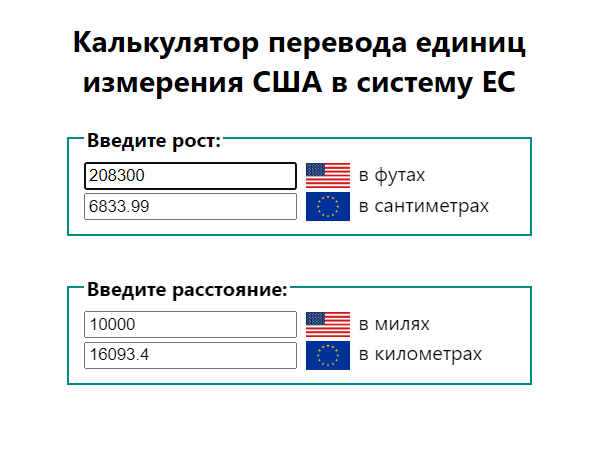 Калькулятор перевода единиц
измерения США в систему ЕС
Введите рост:
208300 в футах
6833.99 в сантиметрах
Введите расстояние:
10000 в милях
16093.4 в километрах